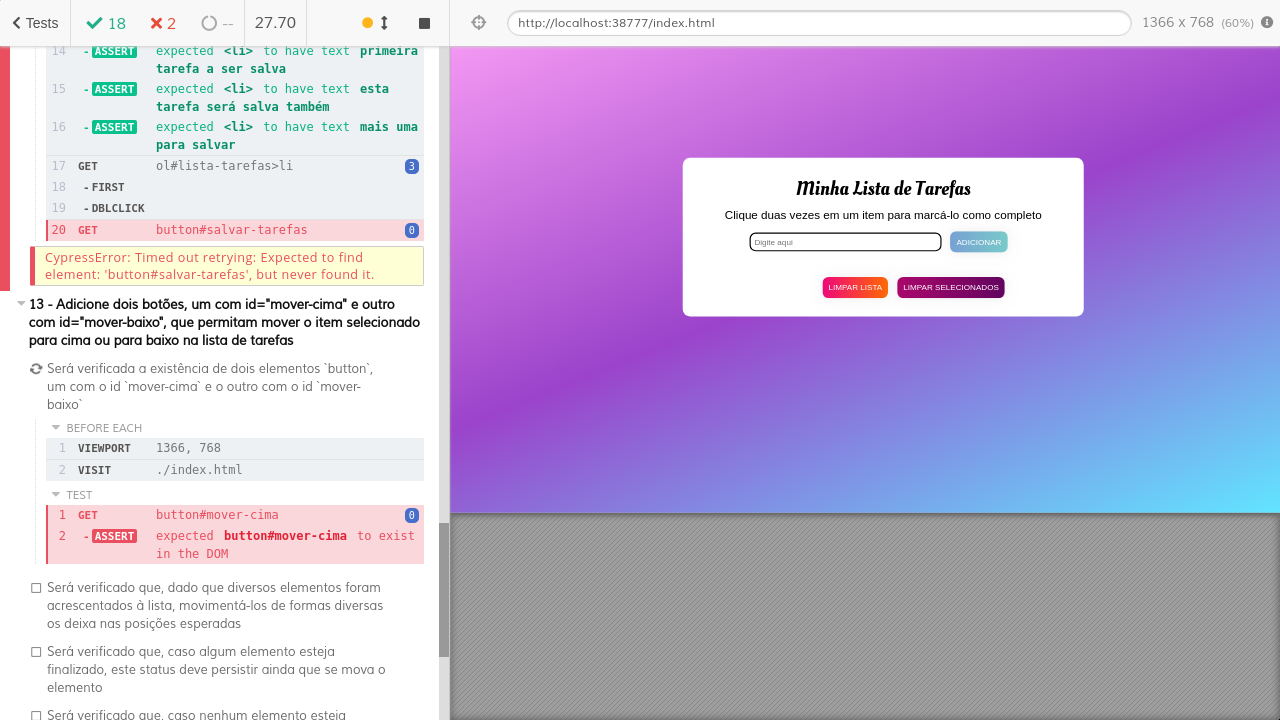 Tests
18
2
--
27.70
http://localhost:38777/index.html
1366 x 768 (60%)
14 - ASSERT expected <li> to have text primeira
tarefa a ser salva
15 - ASSERT expected <li> to have text esta
tarefa será salva também
16 - ASSERT expected <li> to have text mais uma
para salvar
17 GET ol#lista-tarefas>li 3
18 - FIRST
19 - DBLCLICK
20 GET button#salvar-tarefas 0
CypressError: Timed out retrying: Expected to find
element: 'button#salvar-tarefas', but never found it.
13 - Adicione dois botões, um com id="mover-cima" e outro
com id="mover-baixo", que permitam mover o item selecionado
para cima ou para baixo na lista de tarefas
Será verificada a existência de dois elementos `button`,
um com o id `mover-cima` e o outro com o id `mover-
baixo`
BEFORE EACH
1 VIEWPORT 1366, 768
2 VISIT ./index.html
TEST
1 GET button#mover-cima 0
2 - ASSERT expected button#mover-cima to exist
in the DOM
Será verificado que, dado que diversos elementos foram
acrescentados à lista, movimentá-los de formas diversas
os deixa nas posições esperadas
Será verificado que, caso algum elemento esteja
finalizado, este status deve persistir ainda que se mova o
elemento
Será verificado que, caso nenhum elemento esteja
Minha Lista de Tarefas
Clique duas vezes em um item para marcá-lo como completo
Digite aqui
ADICIONAR
LIMPAR LISTA
LIMPAR SELECIONADOS